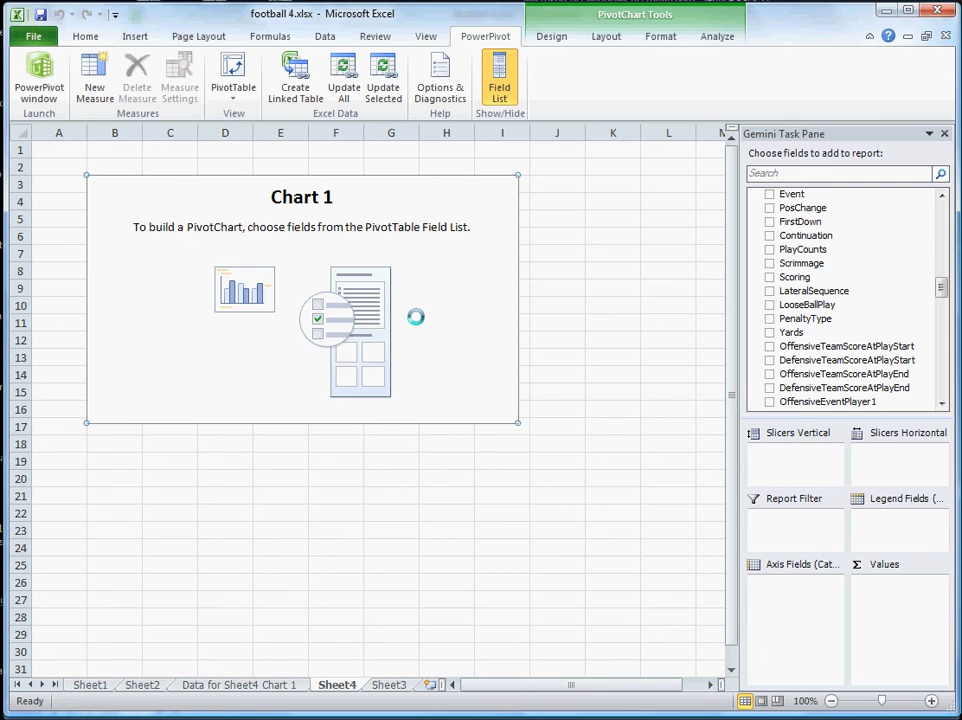 football 4.xlsx - Microsoft Excel
PivotChart Tools
File Home Insert Page Layout Formulas Data Review View PowerPivot Design Layout Format Analyze
PowerPivot window
New Measure
Delete Measure
Measure Settings
PivotTable
Create Linked Table
Update All
Update Selected
Options & Diagnostics
Field List
Launch Measures View Excel Data Help Show/Hide
A B C D E F G H I J K L M
Gemini Task Pane
Choose fields to add to report:
Search
1
2
3
4
5
6
7
8
9
10
11
12
13
14
15
16
17
18
19
20
21
22
23
24
25
26
27
28
29
30
31
Chart 1
To build a PivotChart, choose fields from the PivotTable Field List.
Event
PosChange
FirstDown
Continuation
PlayCounts
Scrimmage
Scoring
LateralSequence
LooseBallPlay
PenaltyType
Yards
OffensiveTeamScoreAtPlayStart
DefensiveTeamScoreAtPlayStart
OffensiveTeamScoreAtPlayEnd
DefensiveTeamScoreAtPlayEnd
OffensiveEventPlayer1
Slicers Vertical Slicers Horizontal
Report Filter Legend Fields (...
Axis Fields (Cat... Σ Values
Sheet1 Sheet2 Data for Sheet4 Chart 1 Sheet4 Sheet3
Ready 100%